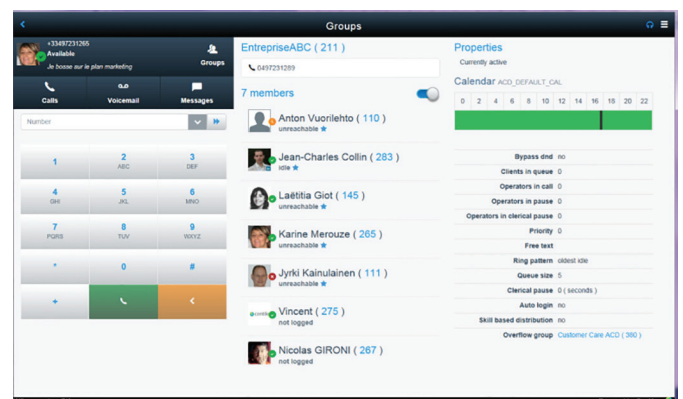 Groups
+33497231265
Available
Je bosse sur le plan marketing
Groups
Calls
Voicemail
Messages
Number
1
2
ABC
3
DEF
4
GHI
5
JKL
6
MNO
7
PQRS
8
TUV
9
WXYZ
*
0
#
+
EntrepriseABC ( 211 )
0497231289
7 members
Anton Vuorilehto ( 110 )
unreachable
Jean-Charles Collin ( 283 )
idle
Laëtitia Giot ( 145 )
unreachable
Karine Merouze ( 265 )
unreachable
Jyrki Kainulainen ( 111 )
unreachable
Vincent ( 275 )
not logged
Nicolas GIRONI ( 267 )
not logged
Properties
Currently active
Calendar ACD_DEFAULT_CAL
0 2 4 6 8 10 12 14 16 18 20 22
Bypass dnd no
Clients in queue 0
Operators in call 0
Operators in pause 0
Operators in clerical pause 0
Priority 0
Free text
Ring pattern oldest idle
Queue size 5
Clerical pause 0 ( seconds )
Auto login no
Skill based distribution no
Overflow group Customer Care ACD ( 360 )